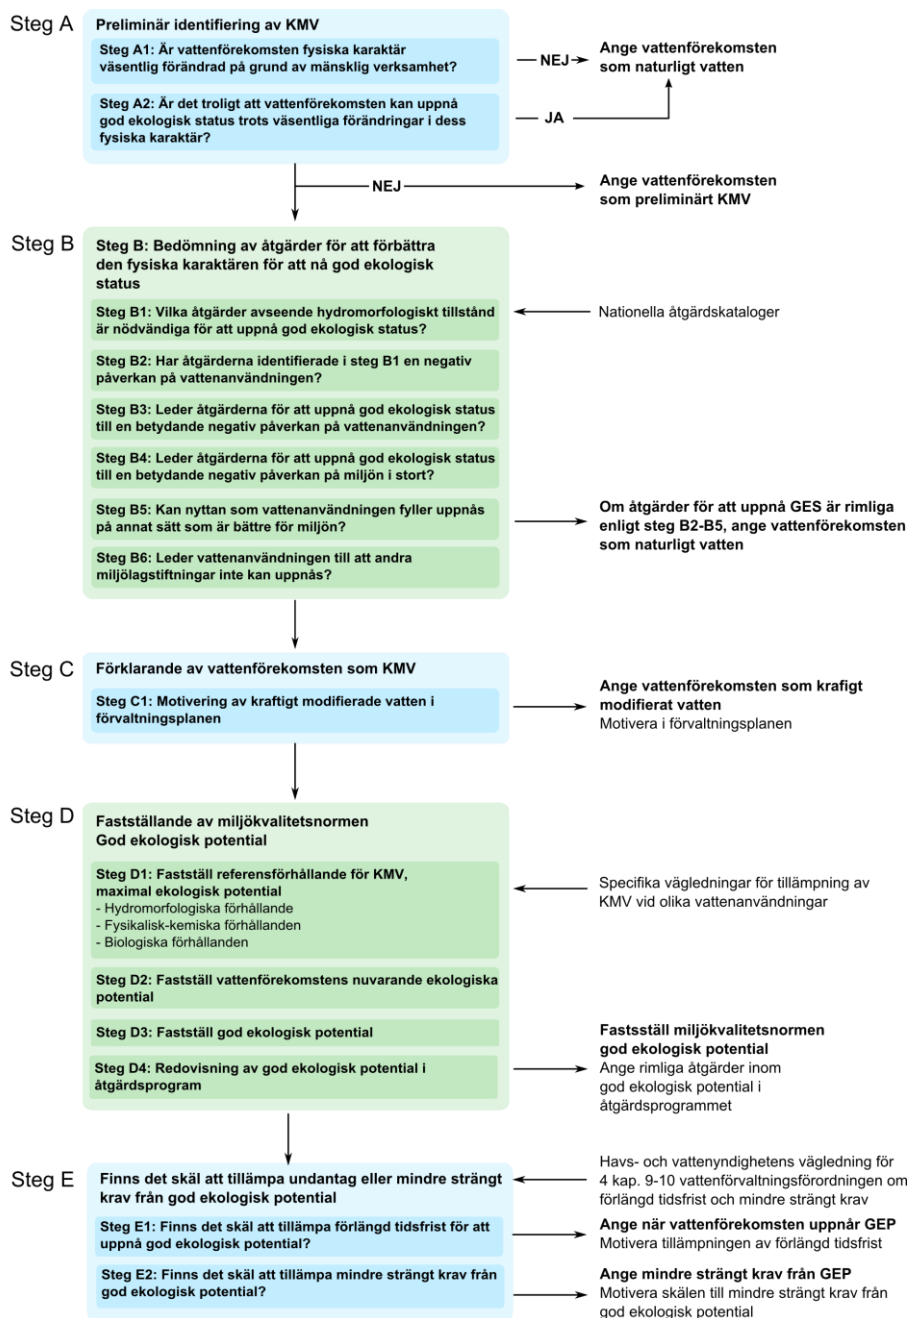 Steg A
Preliminär identifiering av KMV
Steg A1: Är vattenförekomsten fysiska karaktär
väsentlig förändrad på grund av mänsklig verksamhet?
NEJ
Ange vattenförekomsten
som naturligt vatten
Steg A2: Är det troligt att vattenförekomsten kan uppnå
god ekologisk status trots väsentliga förändringar i dess
fysiska karaktär?
JA
NEJ
Ange vattenförekomsten
som preliminärt KMV
Steg B
Steg B: Bedömning av åtgärder för att förbättra
den fysiska karaktären för att nå god ekologisk
status
Steg B1: Vilka åtgärder avseende hydromorfologiskt tillstånd
är nödvändiga för att uppnå god ekologisk status?
Nationella åtgärdskataloger
Steg B2: Har åtgärderna identifierade i steg B1 en negativ
påverkan på vattenanvändningen?
Steg B3: Leder åtgärderna för att uppnå god ekologisk status
till en betydande negativ påverkan på vattenanvändningen?
Steg B4: Leder åtgärderna för att uppnå god ekologisk status
till en betydande negativ påverkan på miljön i stort?
Steg B5: Kan nyttan som vattenanvändningen fyller uppnås
på annat sätt som är bättre för miljön?
Om åtgärder för att uppnå GES är rimliga
enligt steg B2-B5, ange vattenförekomsten
som naturligt vatten
Steg B6: Leder vattenanvändningen till att andra
miljölagstiftningar inte kan uppnås?
Steg C
Förklarande av vattenförekomsten som KMV
Steg C1: Motivering av kraftigt modifierade vatten i
förvaltningsplanen
Ange vattenförekomsten som krafigt
modifierat vatten
Motivera i förvaltningsplanen
Steg D
Fastställande av miljökvalitetsnormen
God ekologisk potential
Steg D1: Fastställ referensförhållande för KMV,
maximal ekologisk potential
- Hydromorfologiska förhållande
- Fysikalisk-kemiska förhållanden
- Biologiska förhållanden
Specifika vägledningar för tillämpning av
KMV vid olika vattenanvändningar
Steg D2: Fastställ vattenförekomstens nuvarande ekologiska
potential
Steg D3: Fastställ god ekologisk potential
Steg D4: Redovisning av god ekologisk potential i
åtgärdsprogram
Fastsställ miljökvalitetsnormen
god ekologisk potential
Ange rimliga åtgärder inom
god ekologisk potential i
åtgärdsprogrammet
Steg E
Finns det skäl att tillämpa undantag eller mindre strängt
krav från god ekologisk potential
Havs- och vattenyndighetens vägledning för
4 kap. 9-10 vattenförvaltningsförordningen om
förlängd tidsfrist och mindre strängt krav
Steg E1: Finns det skäl att tillämpa förlängd tidsfrist för att
uppnå god ekologisk potential?
Ange när vattenförekomsten uppnår GEP
Motivera tillämpningen av förlängd tidsfrist
Steg E2: Finns det skäl att tillämpa mindre strängt krav från
god ekologisk potential?
Ange mindre strängt krav från GEP
Motivera skälen till mindre strängt krav från
god ekologisk potential